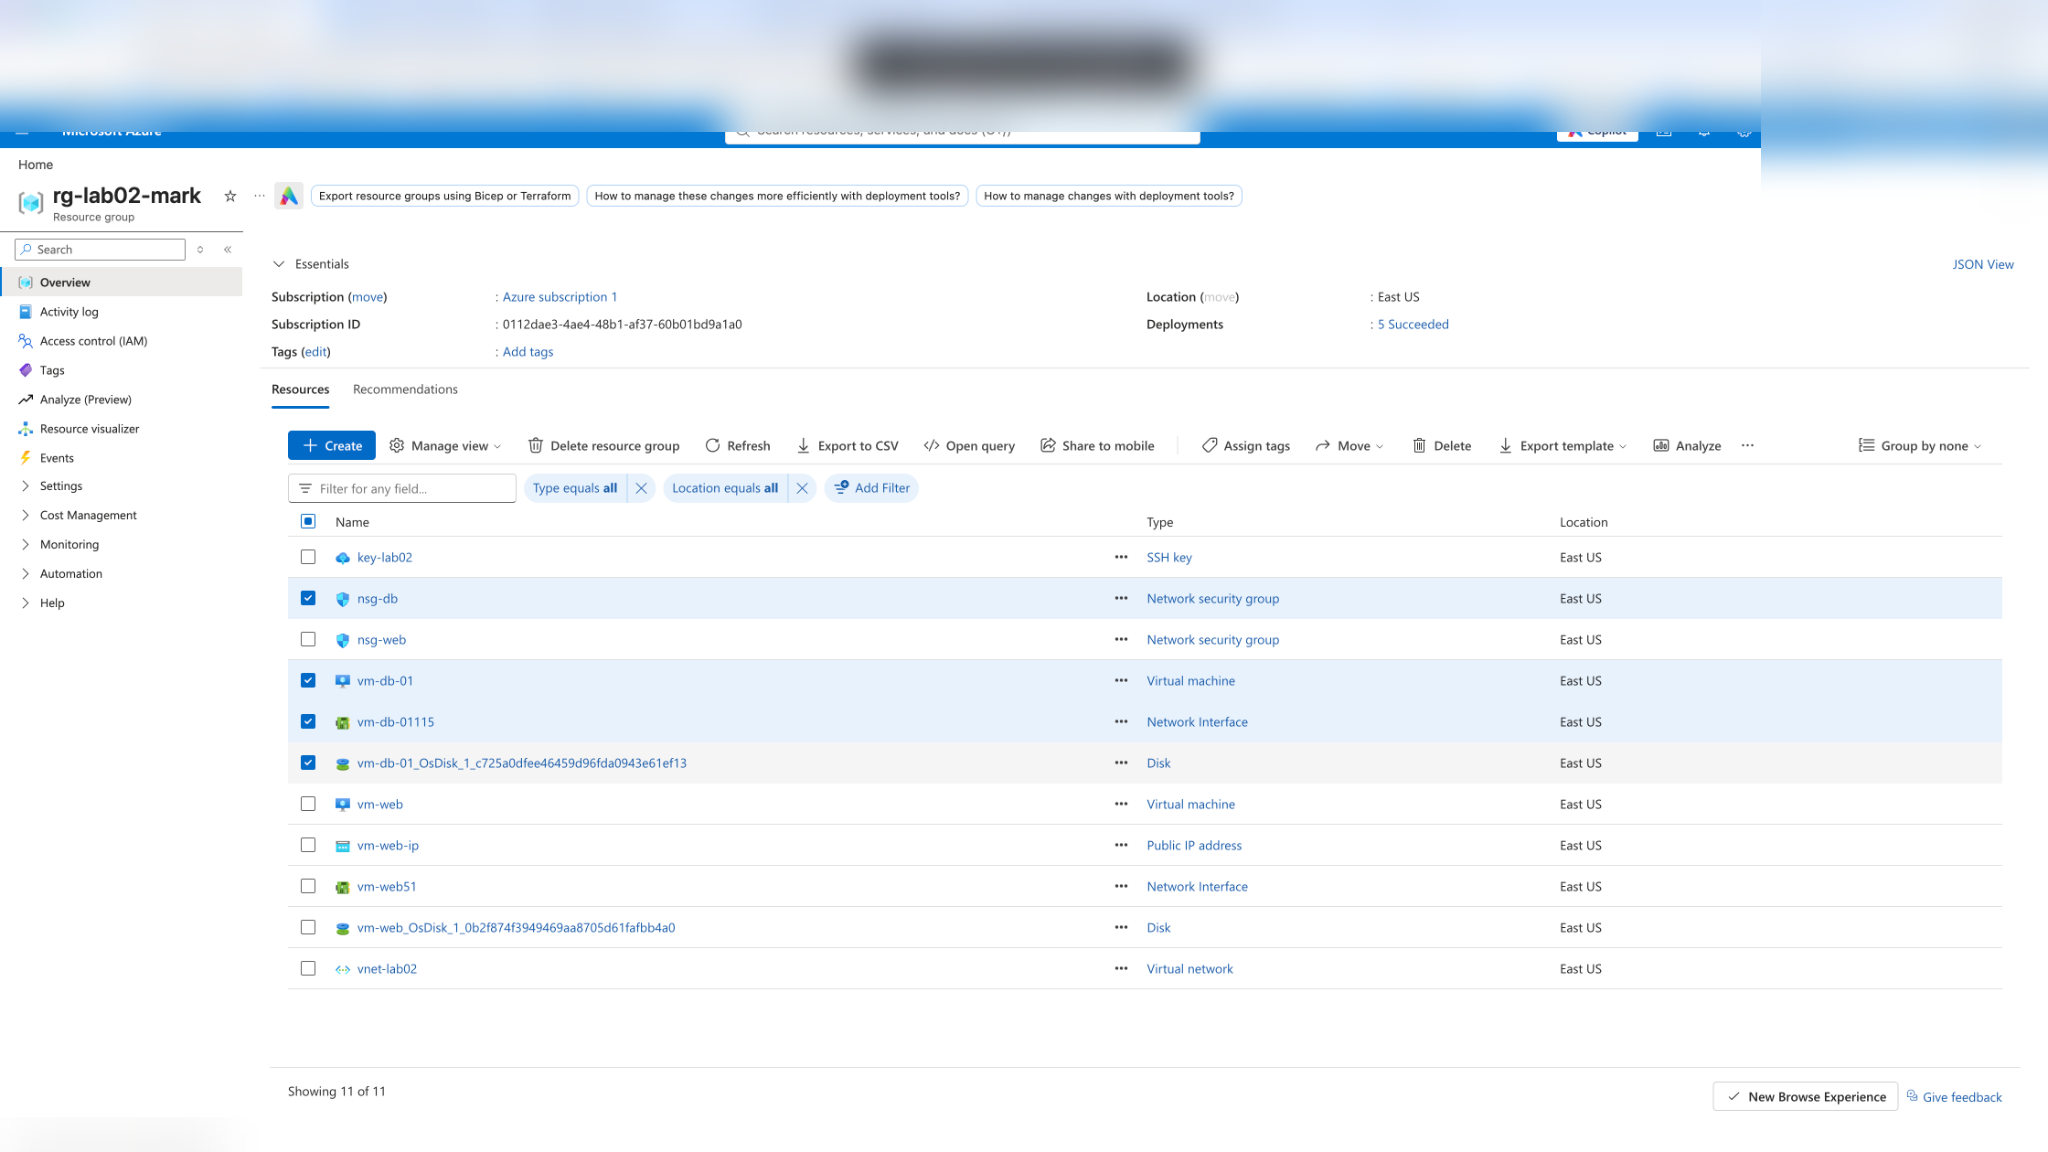 Microsoft Azure
Search resources, services, and docs (G+/)
Copilot
Home
rg-lab02-mark
Resource group
Export resource groups using Bicep or Terraform
How to manage these changes more efficiently with deployment tools?
How to manage changes with deployment tools?
Search
Overview
Activity log
Access control (IAM)
Tags
Analyze (Preview)
Resource visualizer
Events
Settings
Cost Management
Monitoring
Automation
Help
Essentials
JSON View
Subscription (move) : Azure subscription 1
Location (move) : East US
Subscription ID : 0112dae3-4ae4-48b1-af37-60b01bd9a1a0
Deployments : 5 Succeeded
Tags (edit) : Add tags
Resources Recommendations
Create Manage view Delete resource group Refresh Export to CSV Open query Share to mobile Assign tags Move Delete Export template Analyze ... Group by none
Filter for any field... Type equals all Location equals all Add Filter
Name Type Location
key-lab02 ... SSH key East US
nsg-db ... Network security group East US
nsg-web ... Network security group East US
vm-db-01 ... Virtual machine East US
vm-db-01115 ... Network Interface East US
vm-db-01_OsDisk_1_c725a0dfee46459d96fda0943e61ef13 ... Disk East US
vm-web ... Virtual machine East US
vm-web-ip ... Public IP address East US
vm-web51 ... Network Interface East US
vm-web_OsDisk_1_0b2f874f3949469aa8705d61fafbb4a0 ... Disk East US
vnet-lab02 ... Virtual network East US
Showing 11 of 11
New Browse Experience
Give feedback